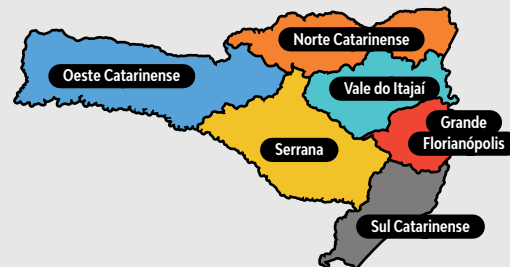 Norte Catarinense
Oeste Catarinense
Vale do Itajaí
Grande
Florianópolis
Serrana
Sul Catarinense